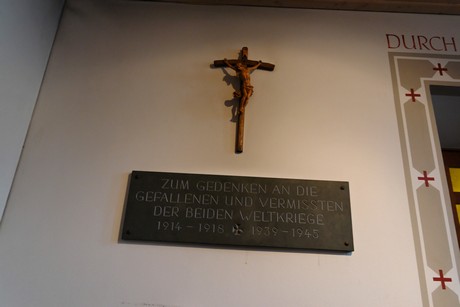 DURCH
ZUM GEDENKEN AN DIE
GEFALLENEN UND VERMISSTEN
DER BEIDEN WELTKRIEGE
1914 - 1918 ✠ 1939 - 1945